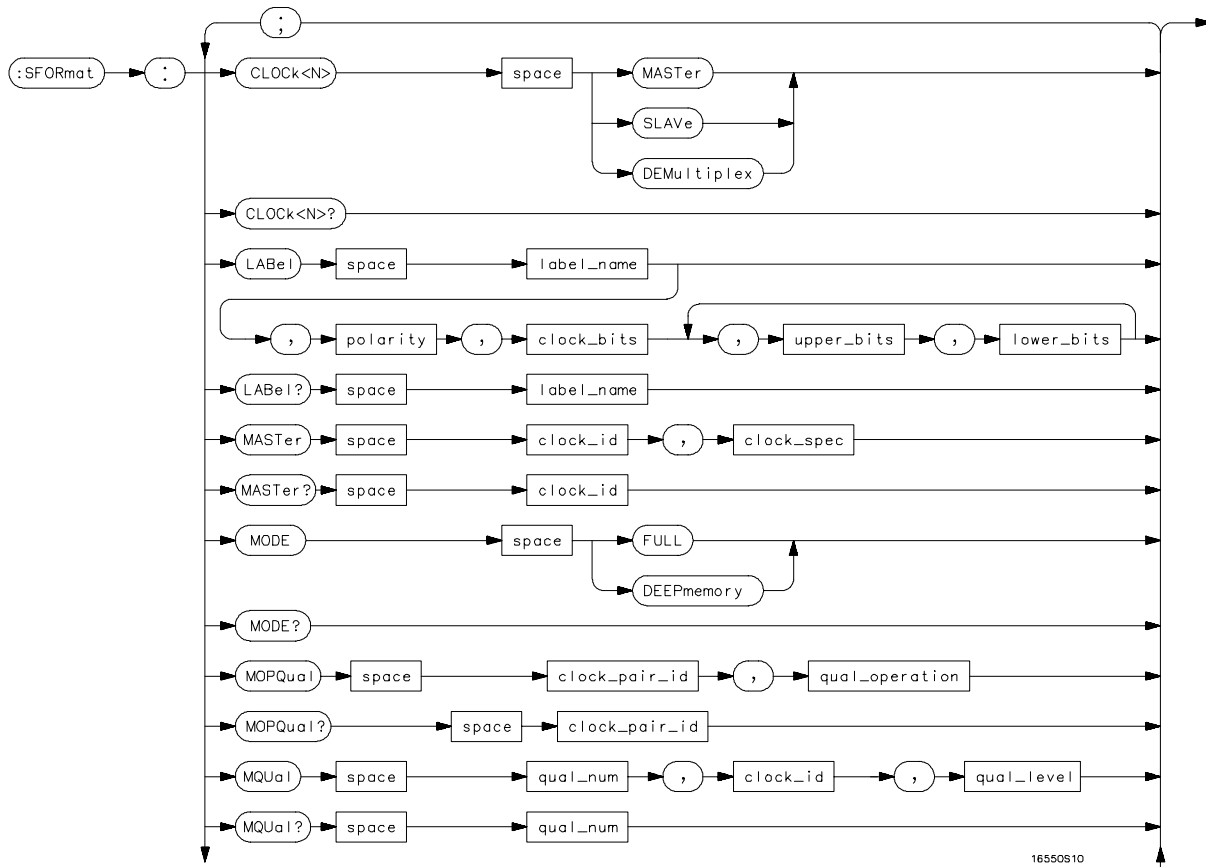 ;
:SFORmat : CLOCk<N> space MASTer
SLAVe
DEMultiplex
CLOCk<N>?
LABel space label_name
, polarity , clock_bits , upper_bits , lower_bits
LABel? space label_name
MASTer space clock_id , clock_spec
MASTer? space clock_id
MODE space FULL
DEEPmemory
MODE?
MOPQual space clock_pair_id , qual_operation
MOPQual? space clock_pair_id
MQUal space qual_num , clock_id , qual_level
MQUal? space qual_num
16550S10